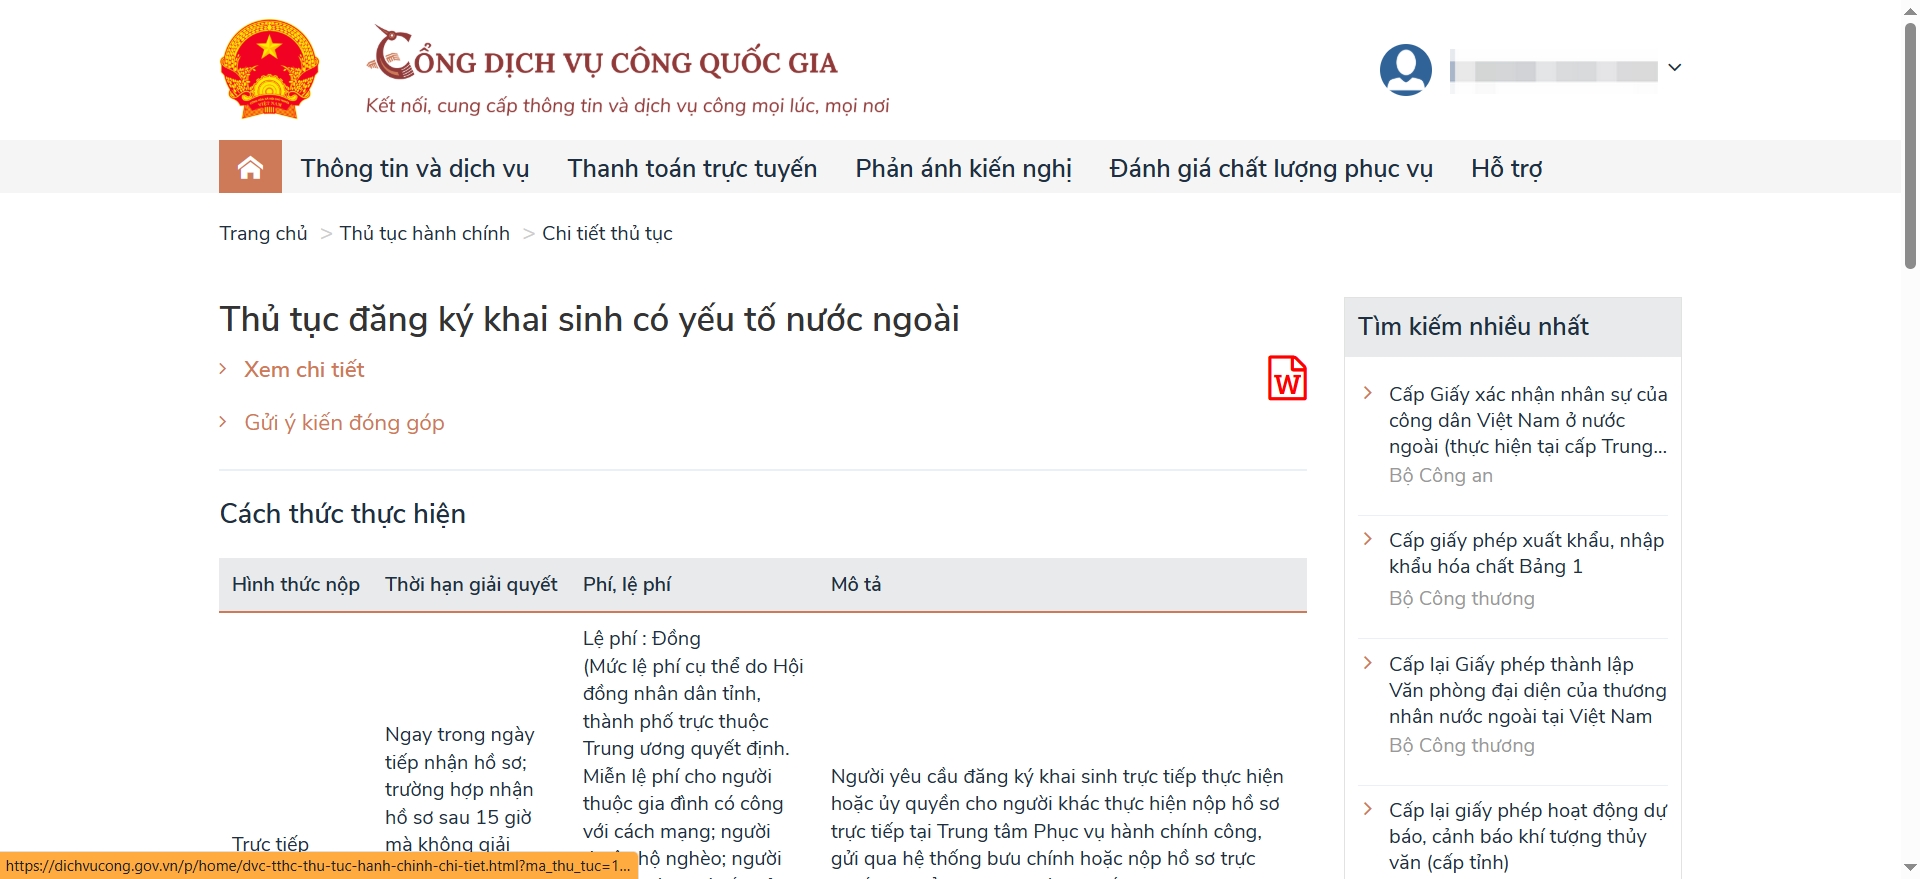 CỔNG DỊCH VỤ CÔNG QUỐC GIA
Kết nối, cung cấp thông tin và dịch vụ công mọi lúc, mọi nơi
Thông tin và dịch vụ
Thanh toán trực tuyến
Phản ánh kiến nghị
Đánh giá chất lượng phục vụ
Hỗ trợ
Trang chủ > Thủ tục hành chính > Chi tiết thủ tục
Thủ tục đăng ký khai sinh có yếu tố nước ngoài
Xem chi tiết
W
Gửi ý kiến đóng góp
Cách thức thực hiện
Hình thức nộp
Thời hạn giải quyết
Phí, lệ phí
Mô tả
Trực tiếp
Ngay trong ngày
tiếp nhận hồ sơ;
trường hợp nhận
hồ sơ sau 15 giờ
mà không giải
Lệ phí : Đồng
(Mức lệ phí cụ thể do Hội
đồng nhân dân tỉnh,
thành phố trực thuộc
Trung ương quyết định.
Miễn lệ phí cho người
thuộc gia đình có công
với cách mạng; người
hộ nghèo; người
Người yêu cầu đăng ký khai sinh trực tiếp thực hiện
hoặc ủy quyền cho người khác thực hiện nộp hồ sơ
trực tiếp tại Trung tâm Phục vụ hành chính công,
gửi qua hệ thống bưu chính hoặc nộp hồ sơ trực
Tìm kiếm nhiều nhất
Cấp Giấy xác nhận nhân sự của
công dân Việt Nam ở nước
ngoài (thực hiện tại cấp Trung...
Bộ Công an
Cấp giấy phép xuất khẩu, nhập
khẩu hóa chất Bảng 1
Bộ Công thương
Cấp lại Giấy phép thành lập
Văn phòng đại diện của thương
nhân nước ngoài tại Việt Nam
Bộ Công thương
Cấp lại giấy phép hoạt động dự
báo, cảnh báo khí tượng thủy
văn (cấp tỉnh)
https://dichvucong.gov.vn/p/home/dvc-tthc-thu-tuc-hanh-chinh-chi-tiet.html?ma_thu_tuc=1...